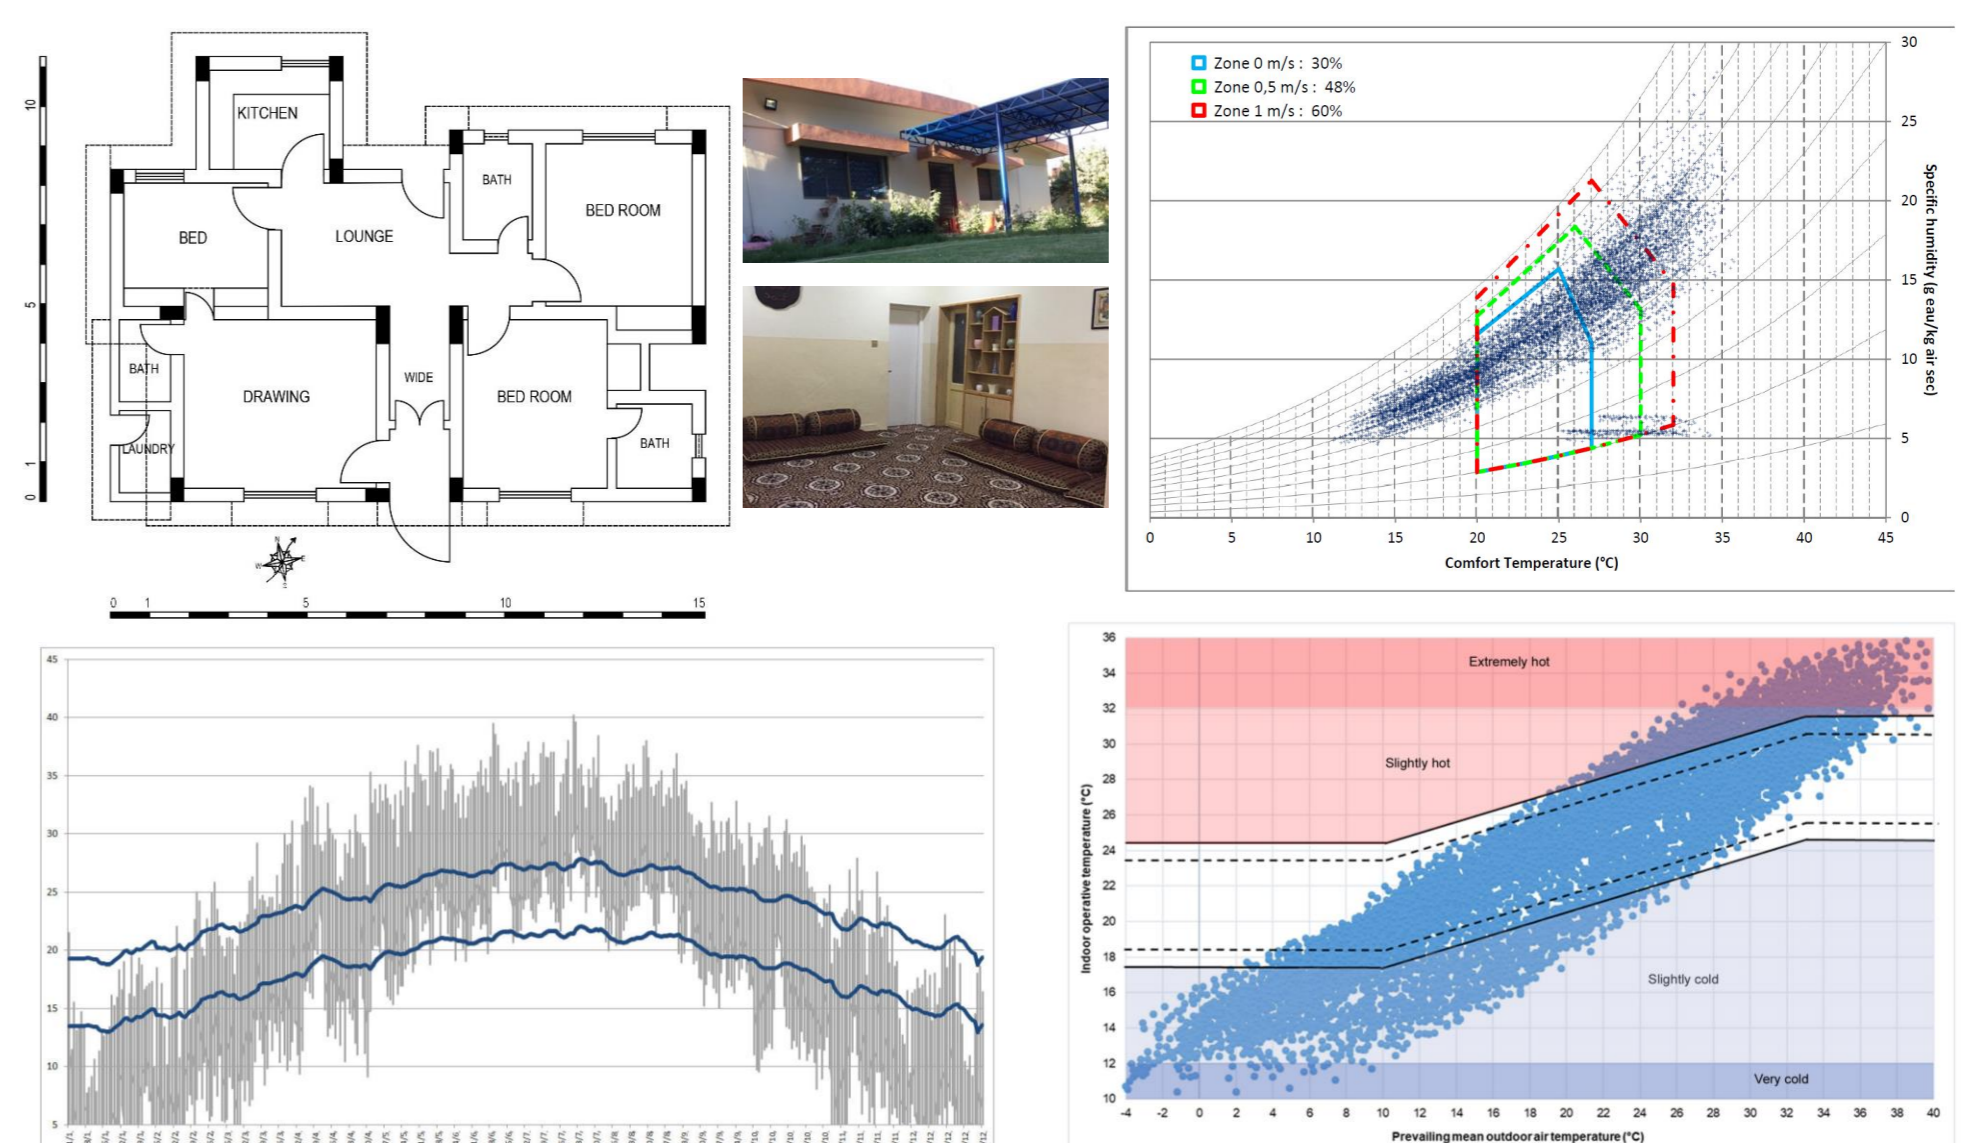 KITCHEN
BATH
BED ROOM
BED
LOUNGE
BATH
WIDE
DRAWING
BED ROOM
LAUNDRY
BATH
10
5
1
0
N
W
E
S
0 1 5 10 15
Zone 0 m/s : 30%
Zone 0,5 m/s : 48%
Zone 1 m/s : 60%
30
25
20
15
10
5
0
Specific humidity (g eau/kg air sec)
0 5 10 15 20 25 30 35 40 45
Comfort Temperature (°C)
45
40
35
30
25
20
15
10
5
36
34
32
30
28
26
24
22
20
18
16
14
12
10
Indoor operative temperature (°C)
Extremely hot
Slightly hot
Slightly cold
Very cold
-4 -2 0 2 4 6 8 10 12 14 16 18 20 22 24 26 28 30 32 34 36 38 40
Prevailing mean outdoor air temperature (°C)